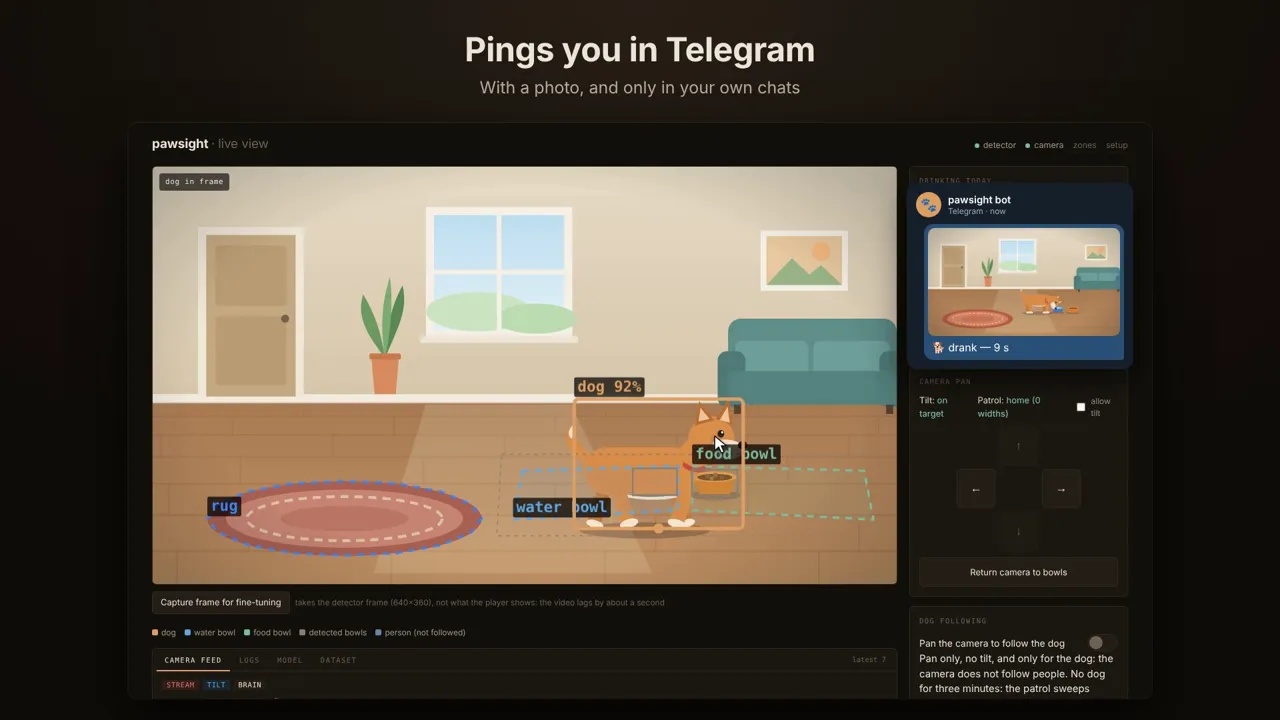 Pings you in Telegram
With a photo, and only in your own chats
pawsight · live view
detector camera zones setup
dog in frame
DRINKING TODAY
pawsight bot
Telegram · now
drank — 9 s
dog 92%
food bowl
water bowl
rug
CAMERA PAN
Tilt: on target
Patrol: home (0 widths)
allow tilt
↑
← →
↓
Return camera to bowls
Capture frame for fine-tuning
takes the detector frame (640×360), not what the player shows: the video lags by about a second
dog water bowl food bowl detected bowls person (not followed)
CAMERA FEED LOGS MODEL DATASET
latest 7
STREAM TILT BRAIN
DOG FOLLOWING
Pan the camera to follow the dog
Pan only, no tilt, and only for the dog: the
camera does not follow people. No dog
for three minutes: the patrol sweeps